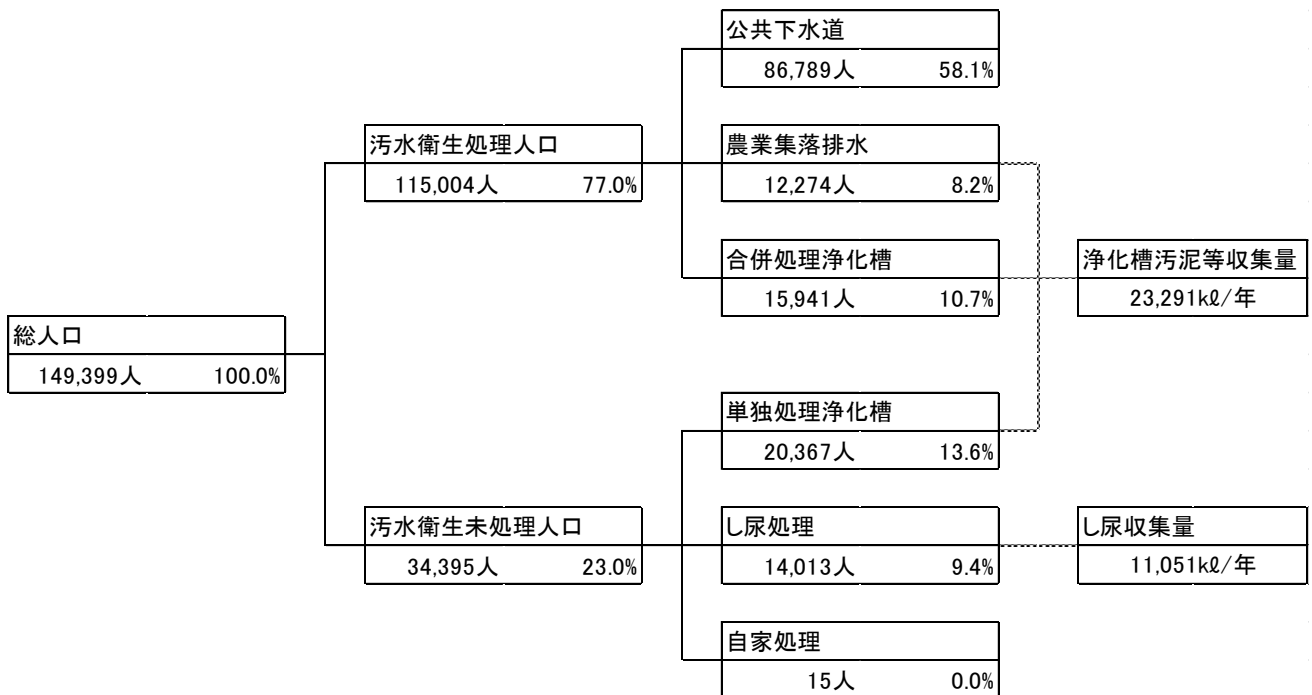 公共下水道
86,789人 58.1%
汚水衛生処理人口
115,004人 77.0%
農業集落排水
12,274人 8.2%
合併処理浄化槽
15,941人 10.7%
浄化槽汚泥等収集量
23,291kℓ/年
総人口
149,399人 100.0%
単独処理浄化槽
20,367人 13.6%
汚水衛生未処理人口
34,395人 23.0%
し尿処理
14,013人 9.4%
し尿収集量
11,051kℓ/年
自家処理
15人 0.0%